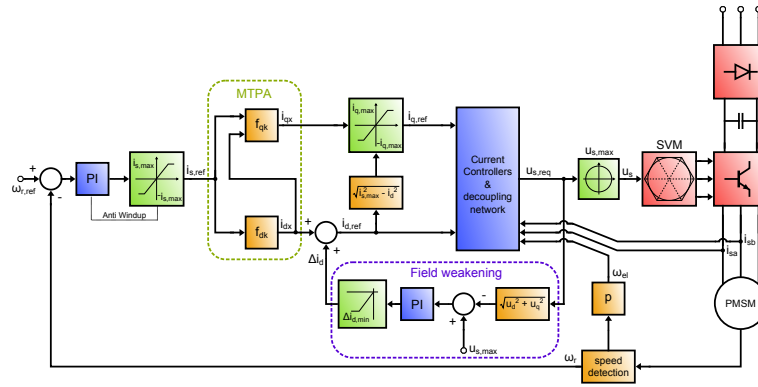 MTPA
i_qx
i_q,max
-i_q,max
i_q,ref
f_qk
i_s,max
-i_s,max
i_s,ref
ω_r,ref
+
-
PI
Anti Windup
f_dk
i_dx
+
+
i_d,ref
√i_s,max² - i_d²
Current
Controllers
&
decoupling
network
u_s,req
u_s,max
u_s
SVM
i_sb
i_sa
Δi_d
Field weakening
Δi_d,min
PI
-
+
√u_d² + u_q²
u_s,max
ω_el
p
PMSM
ω_r
speed
detection